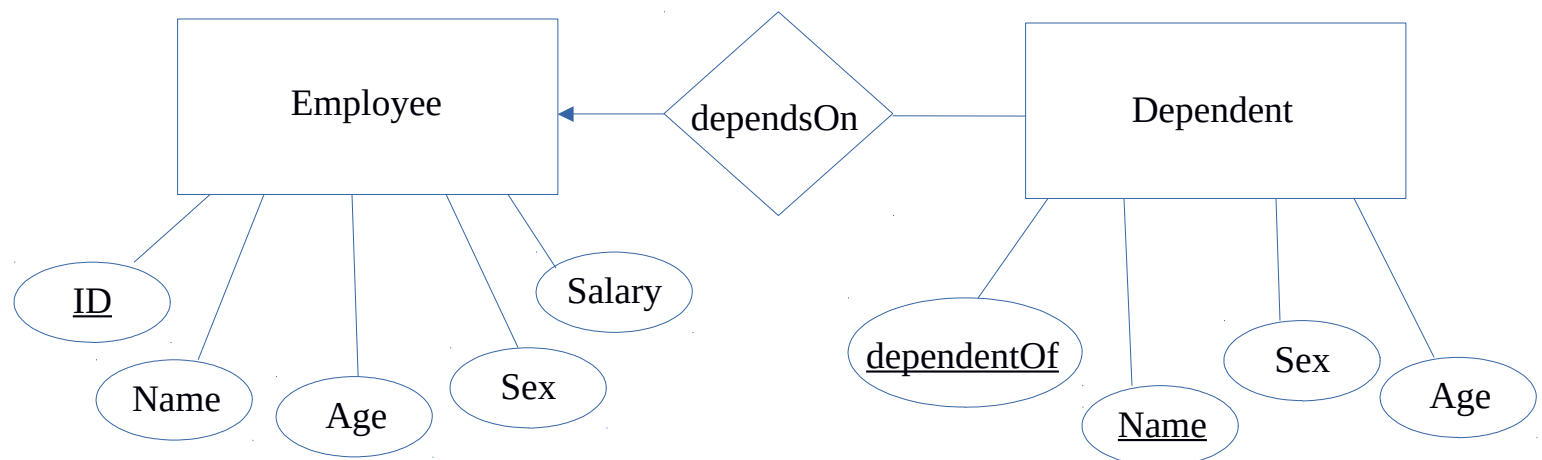 Employee
dependsOn
Dependent
ID
Name
Age
Sex
Salary
dependentOf
Name
Sex
Age